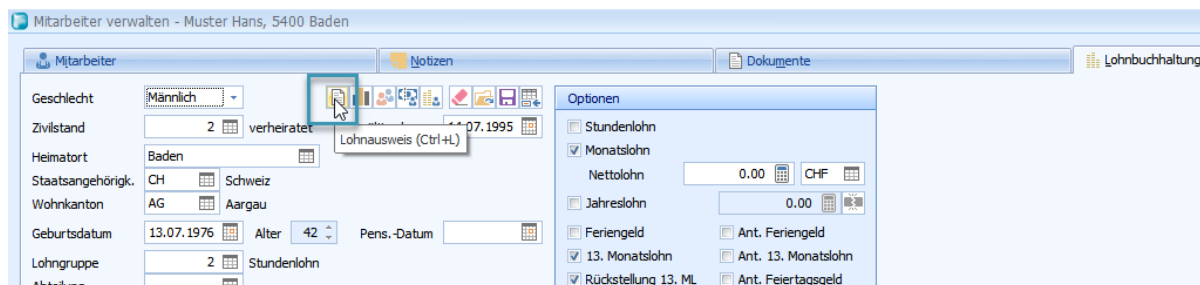 Mitarbeiter verwalten - Muster Hans, 5400 Baden
Mitarbeiter Notizen Dokumente Lohnbuchhaltung
Geschlecht Männlich Optionen
Zivilstand 2 verheiratet 07.1995 Stundenlohn
Lohnausweis (Ctrl+L)
Monatslohn
Heimatort Baden
Nettolohn 0.00 CHF
Staatsangehörigk. CH Schweiz
Wohnkanton AG Aargau Jahreslohn 0.00
Geburtsdatum 13.07.1976 Alter 42 Pens.-Datum Feriengeld Ant. Feriengeld
13. Monatslohn Ant. 13. Monatslohn
Lohngruppe 2 Stundenlohn
Rückstellung 13. ML Ant. Feiertagsgeld